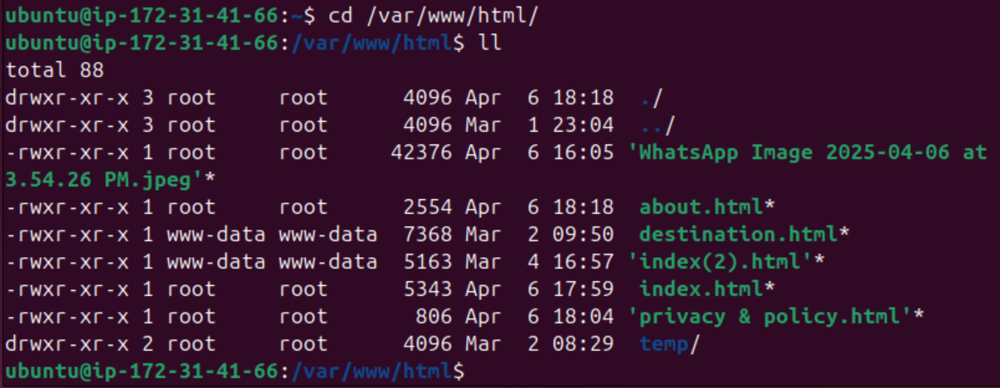 ubuntu@ip-172-31-41-66:~$ cd /var/www/html/
ubuntu@ip-172-31-41-66:/var/www/html$ ll
total 88
drwxr-xr-x 3 root     root      4096 Apr  6 18:18  ./
drwxr-xr-x 3 root     root      4096 Mar  1 23:04  ../
-rwxr-xr-x 1 root     root     42376 Apr  6 16:05 'WhatsApp Image 2025-04-06 at
3.54.26 PM.jpeg'*
-rwxr-xr-x 1 root     root      2554 Apr  6 18:18  about.html*
-rwxr-xr-x 1 www-data www-data  7368 Mar  2 09:50  destination.html*
-rwxr-xr-x 1 www-data www-data  5163 Mar  4 16:57 'index(2).html'*
-rwxr-xr-x 1 root     root      5343 Apr  6 17:59  index.html*
-rwxr-xr-x 1 root     root       806 Apr  6 18:04 'privacy & policy.html'*
drwxr-xr-x 2 root     root      4096 Mar  2 08:29  temp/
ubuntu@ip-172-31-41-66:/var/www/html$